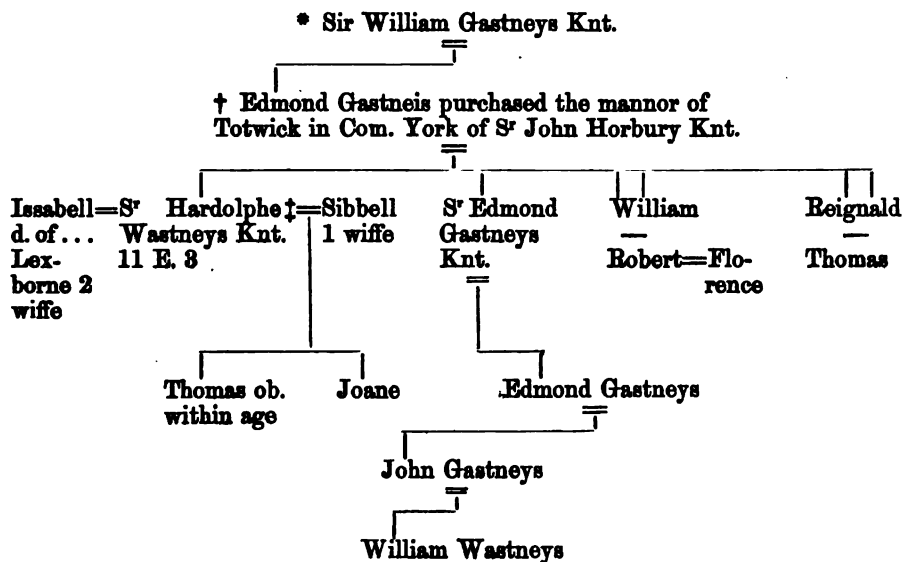 * Sir William Gastneys Knt.
† Edmond Gastneis purchased the mannor of
Totwick in Com. York of Sʳ John Horbury Knt.
Issabell=Sʳ Hardolphe ‡=Sibbell Sʳ Edmond William Reignald
d. of... Wastneys Knt. 1 wiffe Gastneys — —
Lex- 11 E. 3 Knt. Robert=Flo- Thomas
borne 2 rence
wiffe
Thomas ob. Joane Edmond Gastneys
within age
John Gastneys
William Wastneys